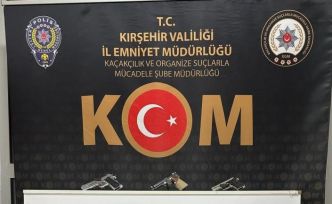 T.C.
KIRŞEHİR VALİLİĞİ
İL EMNİYET MÜDÜRLÜĞÜ
KAÇAKÇILIK VE ORGANİZE SUÇLARLA
MÜCADELE ŞUBE MÜDÜRLÜĞÜ
KOM
POLİS